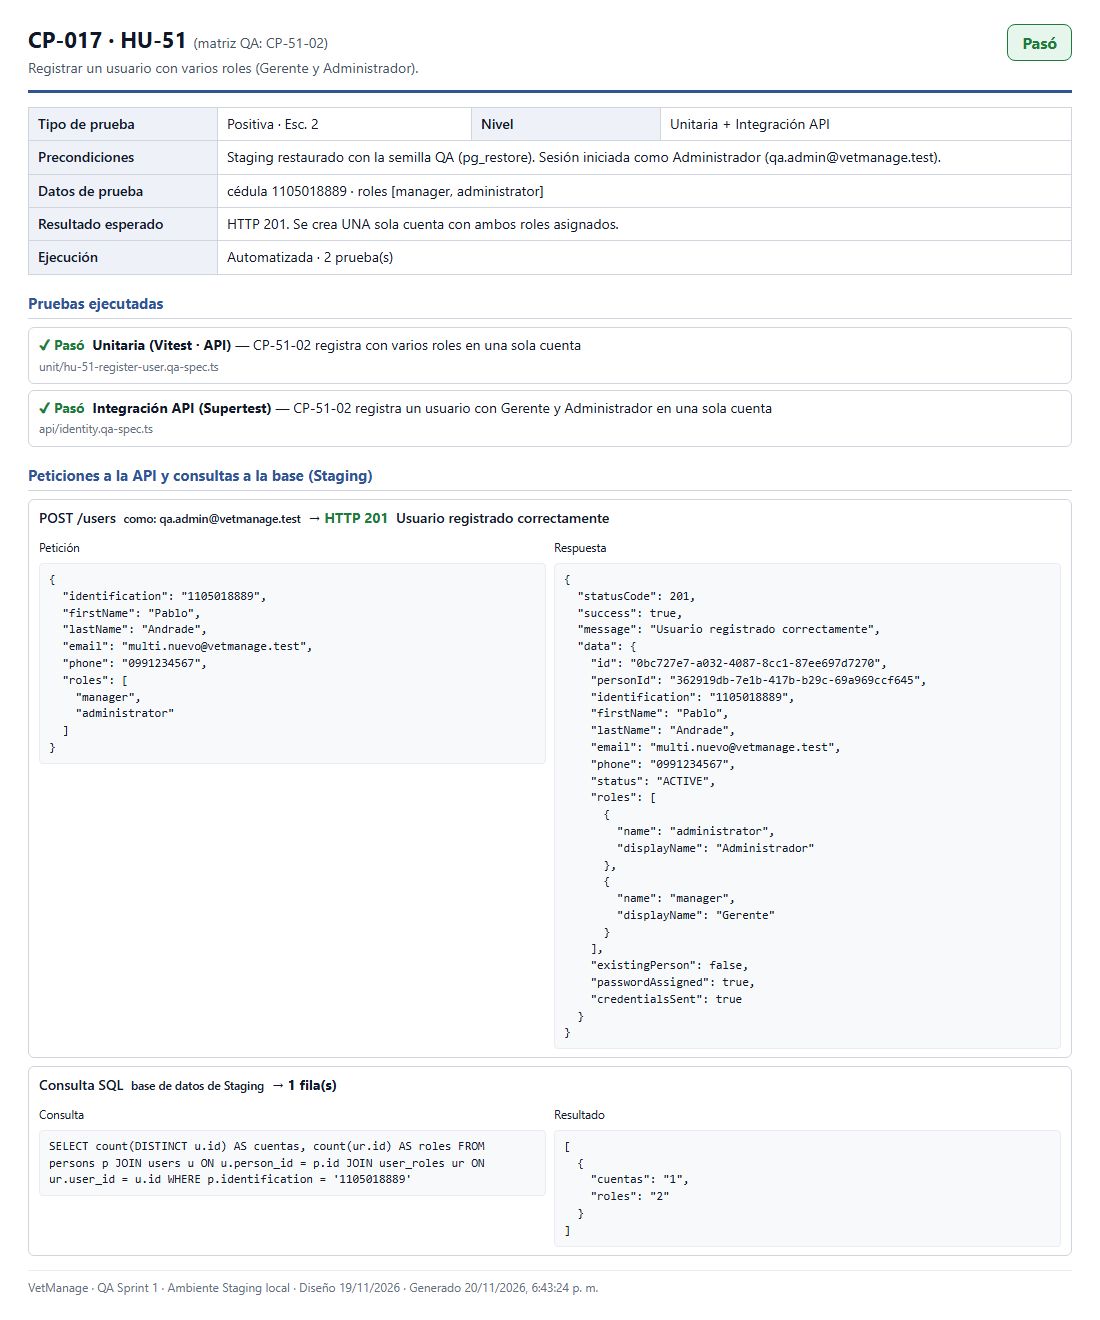 CP-017 · HU-51 (matriz QA: CP-51-02)
Pasó
Registrar un usuario con varios roles (Gerente y Administrador).
Tipo de prueba Positiva · Esc. 2 Nivel Unitaria + Integración API
Precondiciones Staging restaurado con la semilla QA (pg_restore). Sesión iniciada como Administrador (qa.admin@vetmanage.test).
Datos de prueba cédula 1105018889 · roles [manager, administrator]
Resultado esperado HTTP 201. Se crea UNA sola cuenta con ambos roles asignados.
Ejecución Automatizada · 2 prueba(s)
Pruebas ejecutadas
✓ Pasó Unitaria (Vitest · API) — CP-51-02 registra con varios roles en una sola cuenta
unit/hu-51-register-user.qa-spec.ts
✓ Pasó Integración API (Supertest) — CP-51-02 registra un usuario con Gerente y Administrador en una sola cuenta
api/identity.qa-spec.ts
Peticiones a la API y consultas a la base (Staging)
POST /users como: qa.admin@vetmanage.test → HTTP 201 Usuario registrado correctamente
Petición
{
"identification": "1105018889",
"firstName": "Pablo",
"lastName": "Andrade",
"email": "multi.nuevo@vetmanage.test",
"phone": "0991234567",
"roles": [
"manager",
"administrator"
]
}
Respuesta
{
"statusCode": 201,
"success": true,
"message": "Usuario registrado correctamente",
"data": {
"id": "0bc727e7-a032-4087-8cc1-87ee697d7270",
"personId": "362919db-7e1b-417b-b29c-69a969ccf645",
"identification": "1105018889",
"firstName": "Pablo",
"lastName": "Andrade",
"email": "multi.nuevo@vetmanage.test",
"phone": "0991234567",
"status": "ACTIVE",
"roles": [
{
"name": "administrator",
"displayName": "Administrador"
},
{
"name": "manager",
"displayName": "Gerente"
}
],
"existingPerson": false,
"passwordAssigned": true,
"credentialsSent": true
}
}
Consulta SQL base de datos de Staging → 1 fila(s)
Consulta
SELECT count(DISTINCT u.id) AS cuentas, count(ur.id) AS roles FROM
persons p JOIN users u ON u.person_id = p.id JOIN user_roles ur ON
ur.user_id = u.id WHERE p.identification = '1105018889'
Resultado
[
{
"cuentas": "1",
"roles": "2"
}
]
VetManage · QA Sprint 1 · Ambiente Staging local · Diseño 19/11/2026 · Generado 20/11/2026, 6:43:24 p. m.